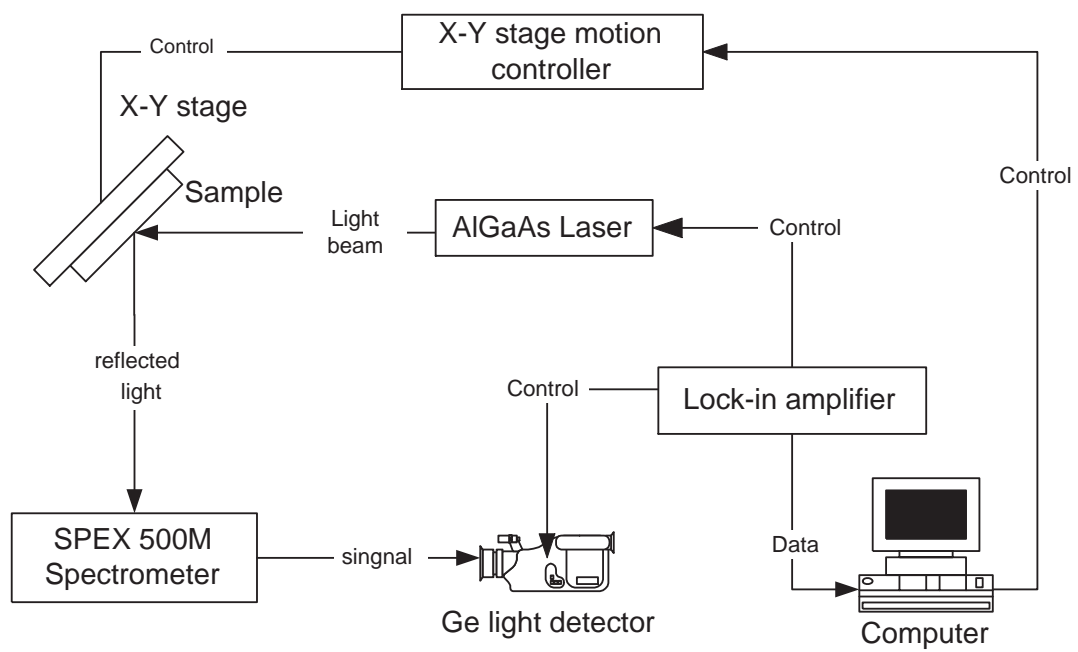 X-Y stage motion
controller
Control
X-Y stage
Control
Sample
Light
beam
AlGaAs Laser
Control
reflected
light
Control
Lock-in amplifier
SPEX 500M
Spectrometer
singnal
Data
Ge light detector
Computer